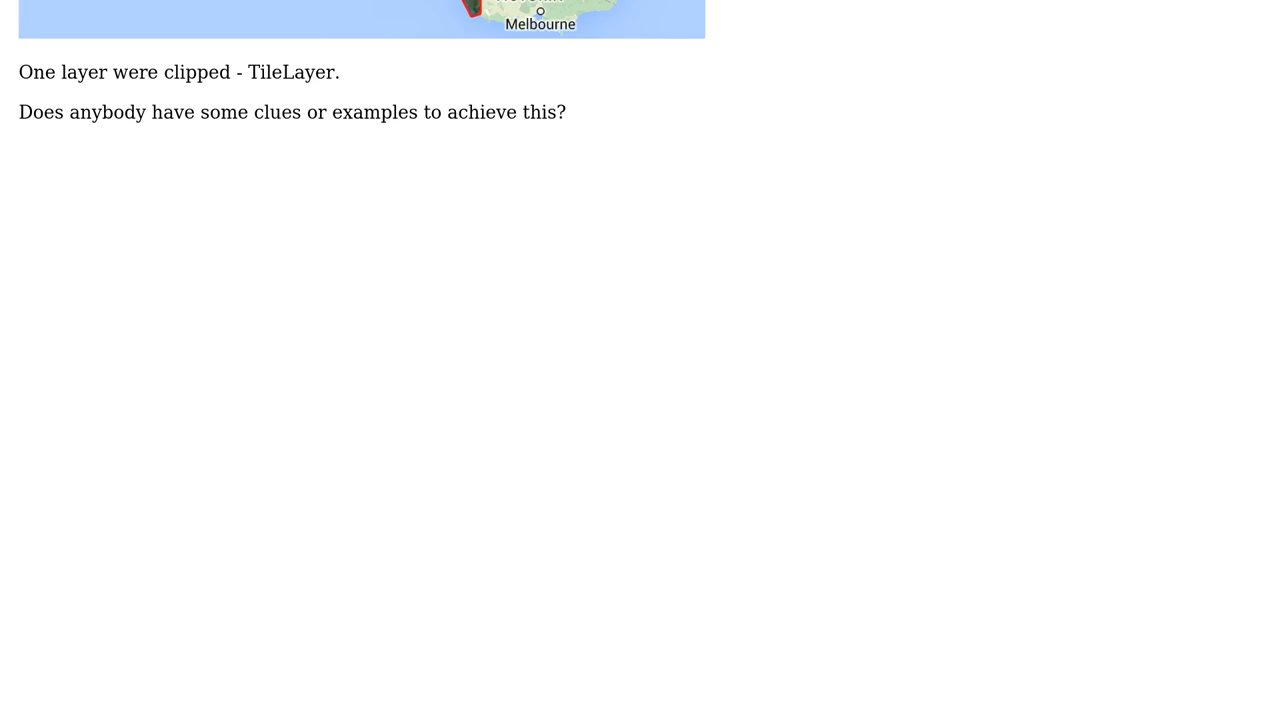 Melbourne
One layer were clipped - TileLayer.
Does anybody have some clues or examples to achieve this?